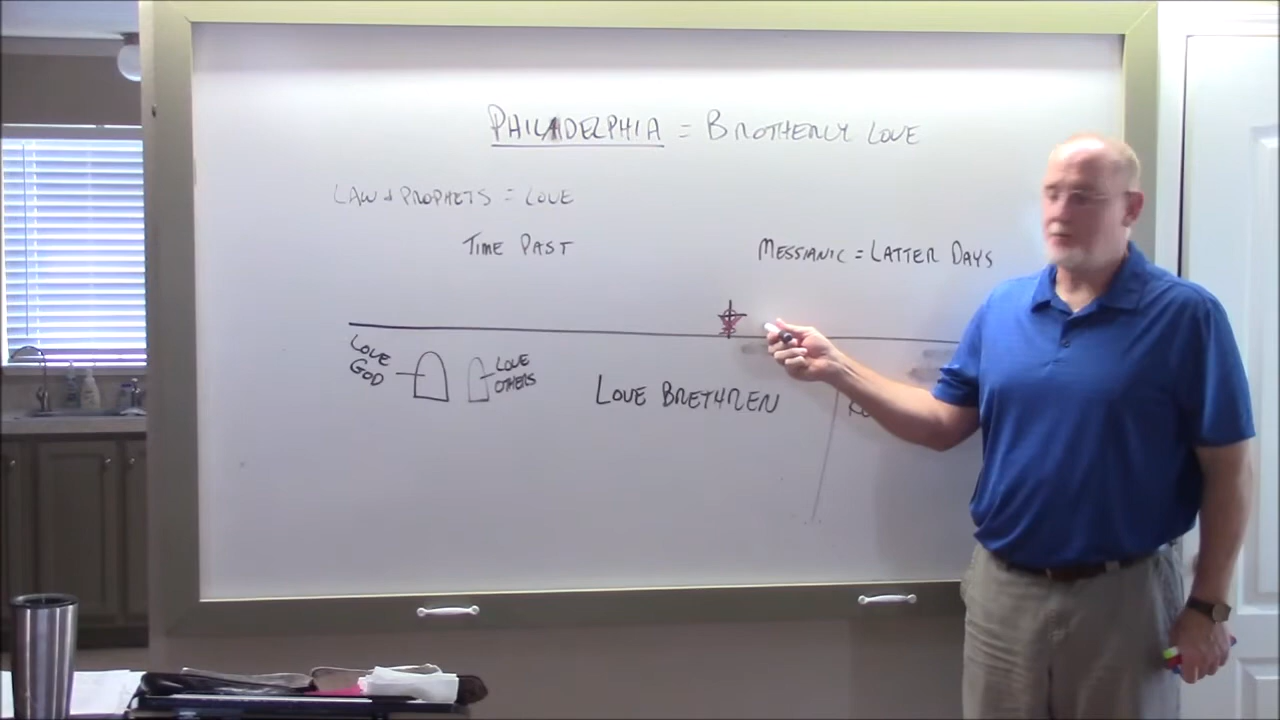 PHILADELPHIA = BROTHERLY LOVE
LAW & PROPHETS = LOVE
TIME PAST
MESSIANIC = LATTER DAYS
LOVE
GOD
LOVE
OTHERS
LOVE BRETHREN